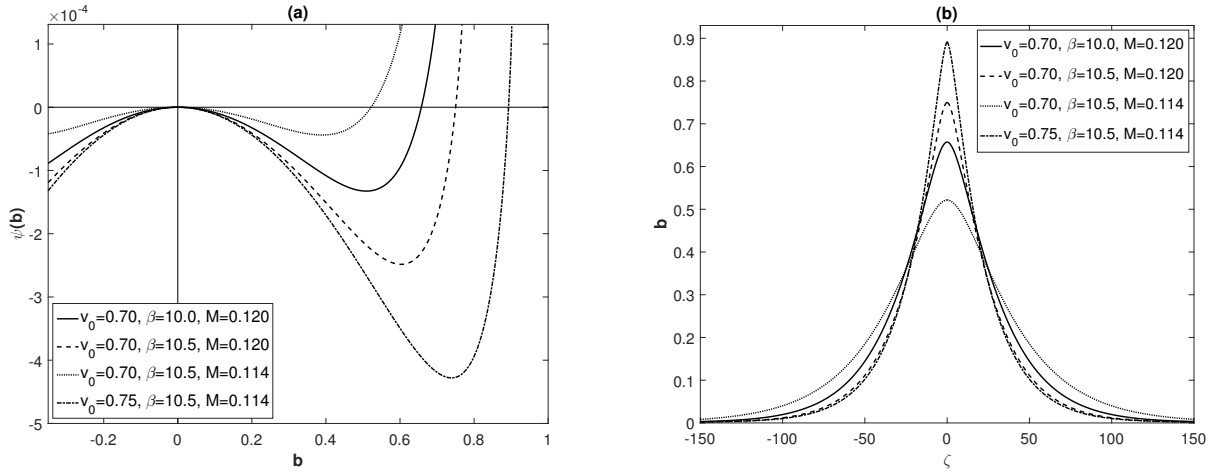 (a)
×10⁻⁴
1
0
-1
-2
-3
-4
-5
ψ(b)
v₀=0.70, β=10.0, M=0.120
v₀=0.70, β=10.5, M=0.120
v₀=0.70, β=10.5, M=0.114
v₀=0.75, β=10.5, M=0.114
-0.2 0 0.2 0.4 0.6 0.8 1
b
(b)
0.9
0.8
0.7
0.6
0.5
0.4
0.3
0.2
0.1
0
b
v₀=0.70, β=10.0, M=0.120
v₀=0.70, β=10.5, M=0.120
v₀=0.70, β=10.5, M=0.114
v₀=0.75, β=10.5, M=0.114
-150 -100 -50 0 50 100 150
ζ